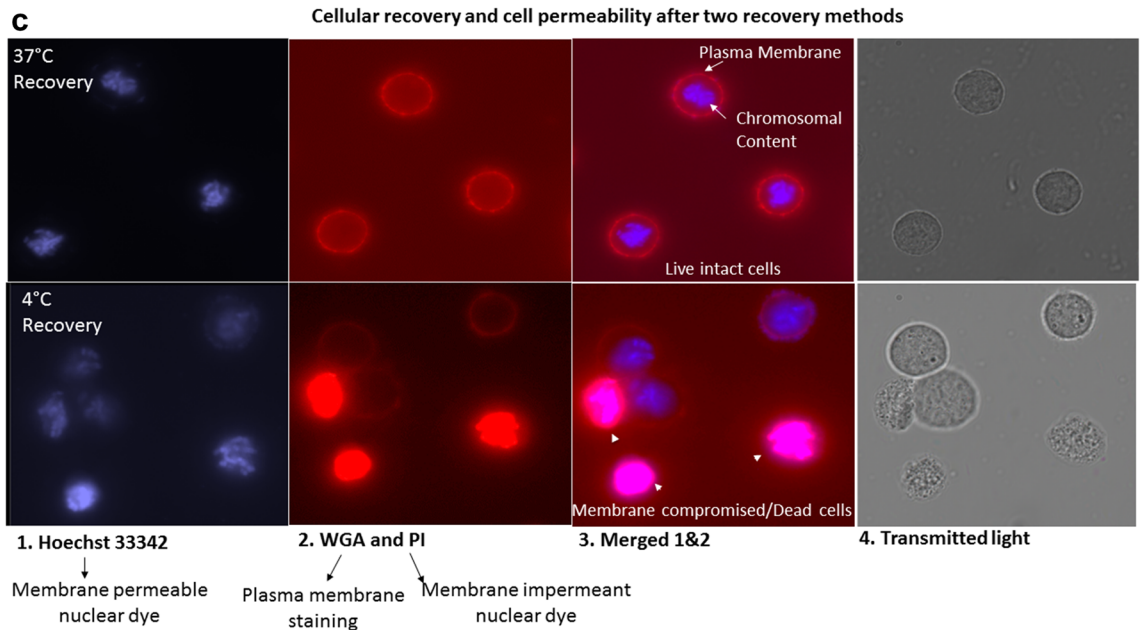 c
Cellular recovery and cell permeability after two recovery methods
37°C
Recovery
Plasma Membrane
Chromosomal
Content
Live intact cells
4°C
Recovery
Membrane compromised/Dead cells
1. Hoechst 33342
2. WGA and PI
3. Merged 1&2
4. Transmitted light
Membrane permeable
nuclear dye
Plasma membrane
staining
Membrane impermeant
nuclear dye